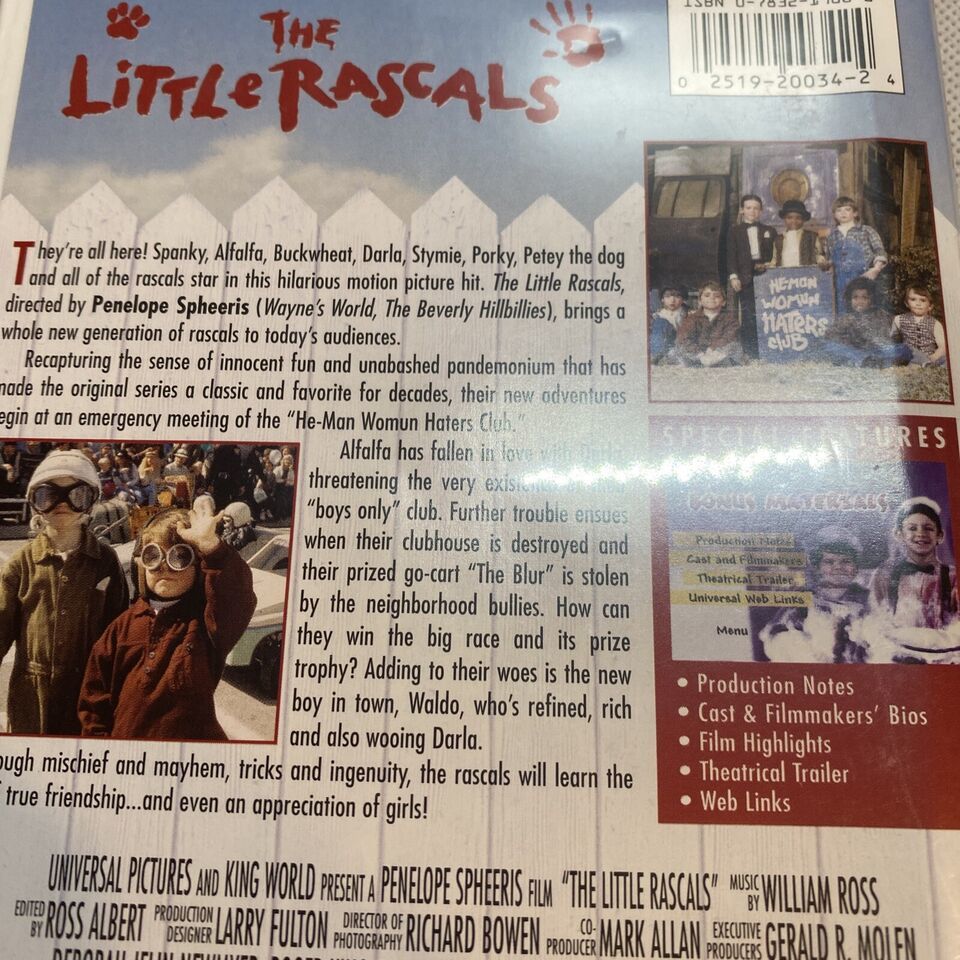 THE
LiTTLe RASCALS
0 2519-20034-2 4
They're all here! Spanky, Alfalfa, Buckwheat, Darla, Stymie, Porky, Petey the dog
and all of the rascals star in this hilarious motion picture hit. The Little Rascals,
directed by Penelope Spheeris (Wayne's World, The Beverly Hillbillies), brings a
whole new generation of rascals to today's audiences.
Recapturing the sense of innocent fun and unabashed pandemonium that has
made the original series a classic and favorite for decades, their new adventures
egin at an emergency meeting of the "He-Man Womun Haters Club."
Alfalfa has fallen in love with Darla
threatening the very
"boys only" club. Further trouble ensues
when their clubhouse is destroyed and
their prized go-cart "The Blur" is stolen
by the neighborhood bullies. How can
they win the big race and its prize
trophy? Adding to their woes is the new
boy in town, Waldo, who's refined, rich
and also wooing Darla.
ough mischief and mayhem, tricks and ingenuity, the rascals will learn the
true friendship...and even an appreciation of girls!
HEMAN
WOMUN
HATERS
CLUB
SPECIAL FEATURES
BONUS MATERIALS
Production Notes
Cast and Filmmakers
Theatrical Trailer
Universal Web Links
Menu
• Production Notes
• Cast & Filmmakers' Bios
• Film Highlights
• Theatrical Trailer
• Web Links
UNIVERSAL PICTURES AND KING WORLD PRESENT A PENELOPE SPHEERIS FILM "THE LITTLE RASCALS" MUSIC BY WILLIAM ROSS
EDITED BY ROSS ALBERT PRODUCTION DESIGNER LARRY FULTON DIRECTOR OF PHOTOGRAPHY RICHARD BOWEN CO-PRODUCER MARK ALLAN EXECUTIVE PRODUCERS GERALD R. MOLEN